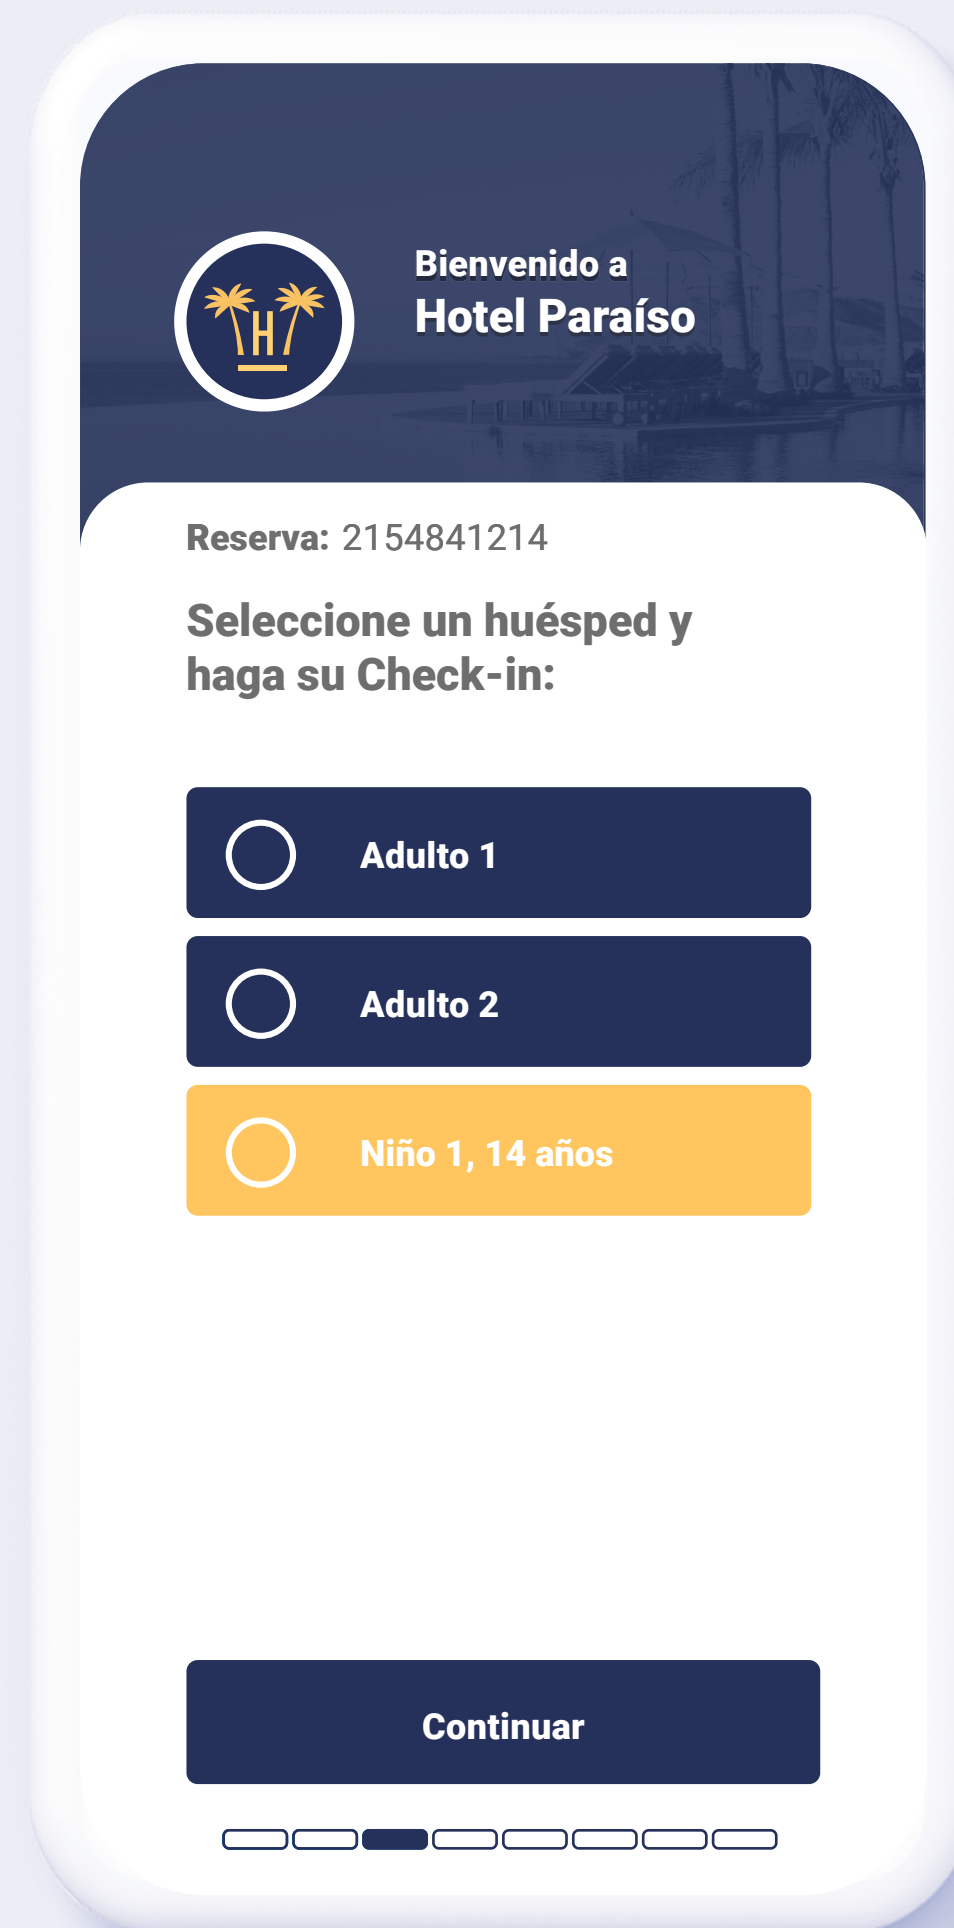 H
Bienvenido a
Hotel Paraíso
Reserva: 2154841214
Seleccione un huésped y
haga su Check-in:
Adulto 1
Adulto 2
Niño 1, 14 años
Continuar